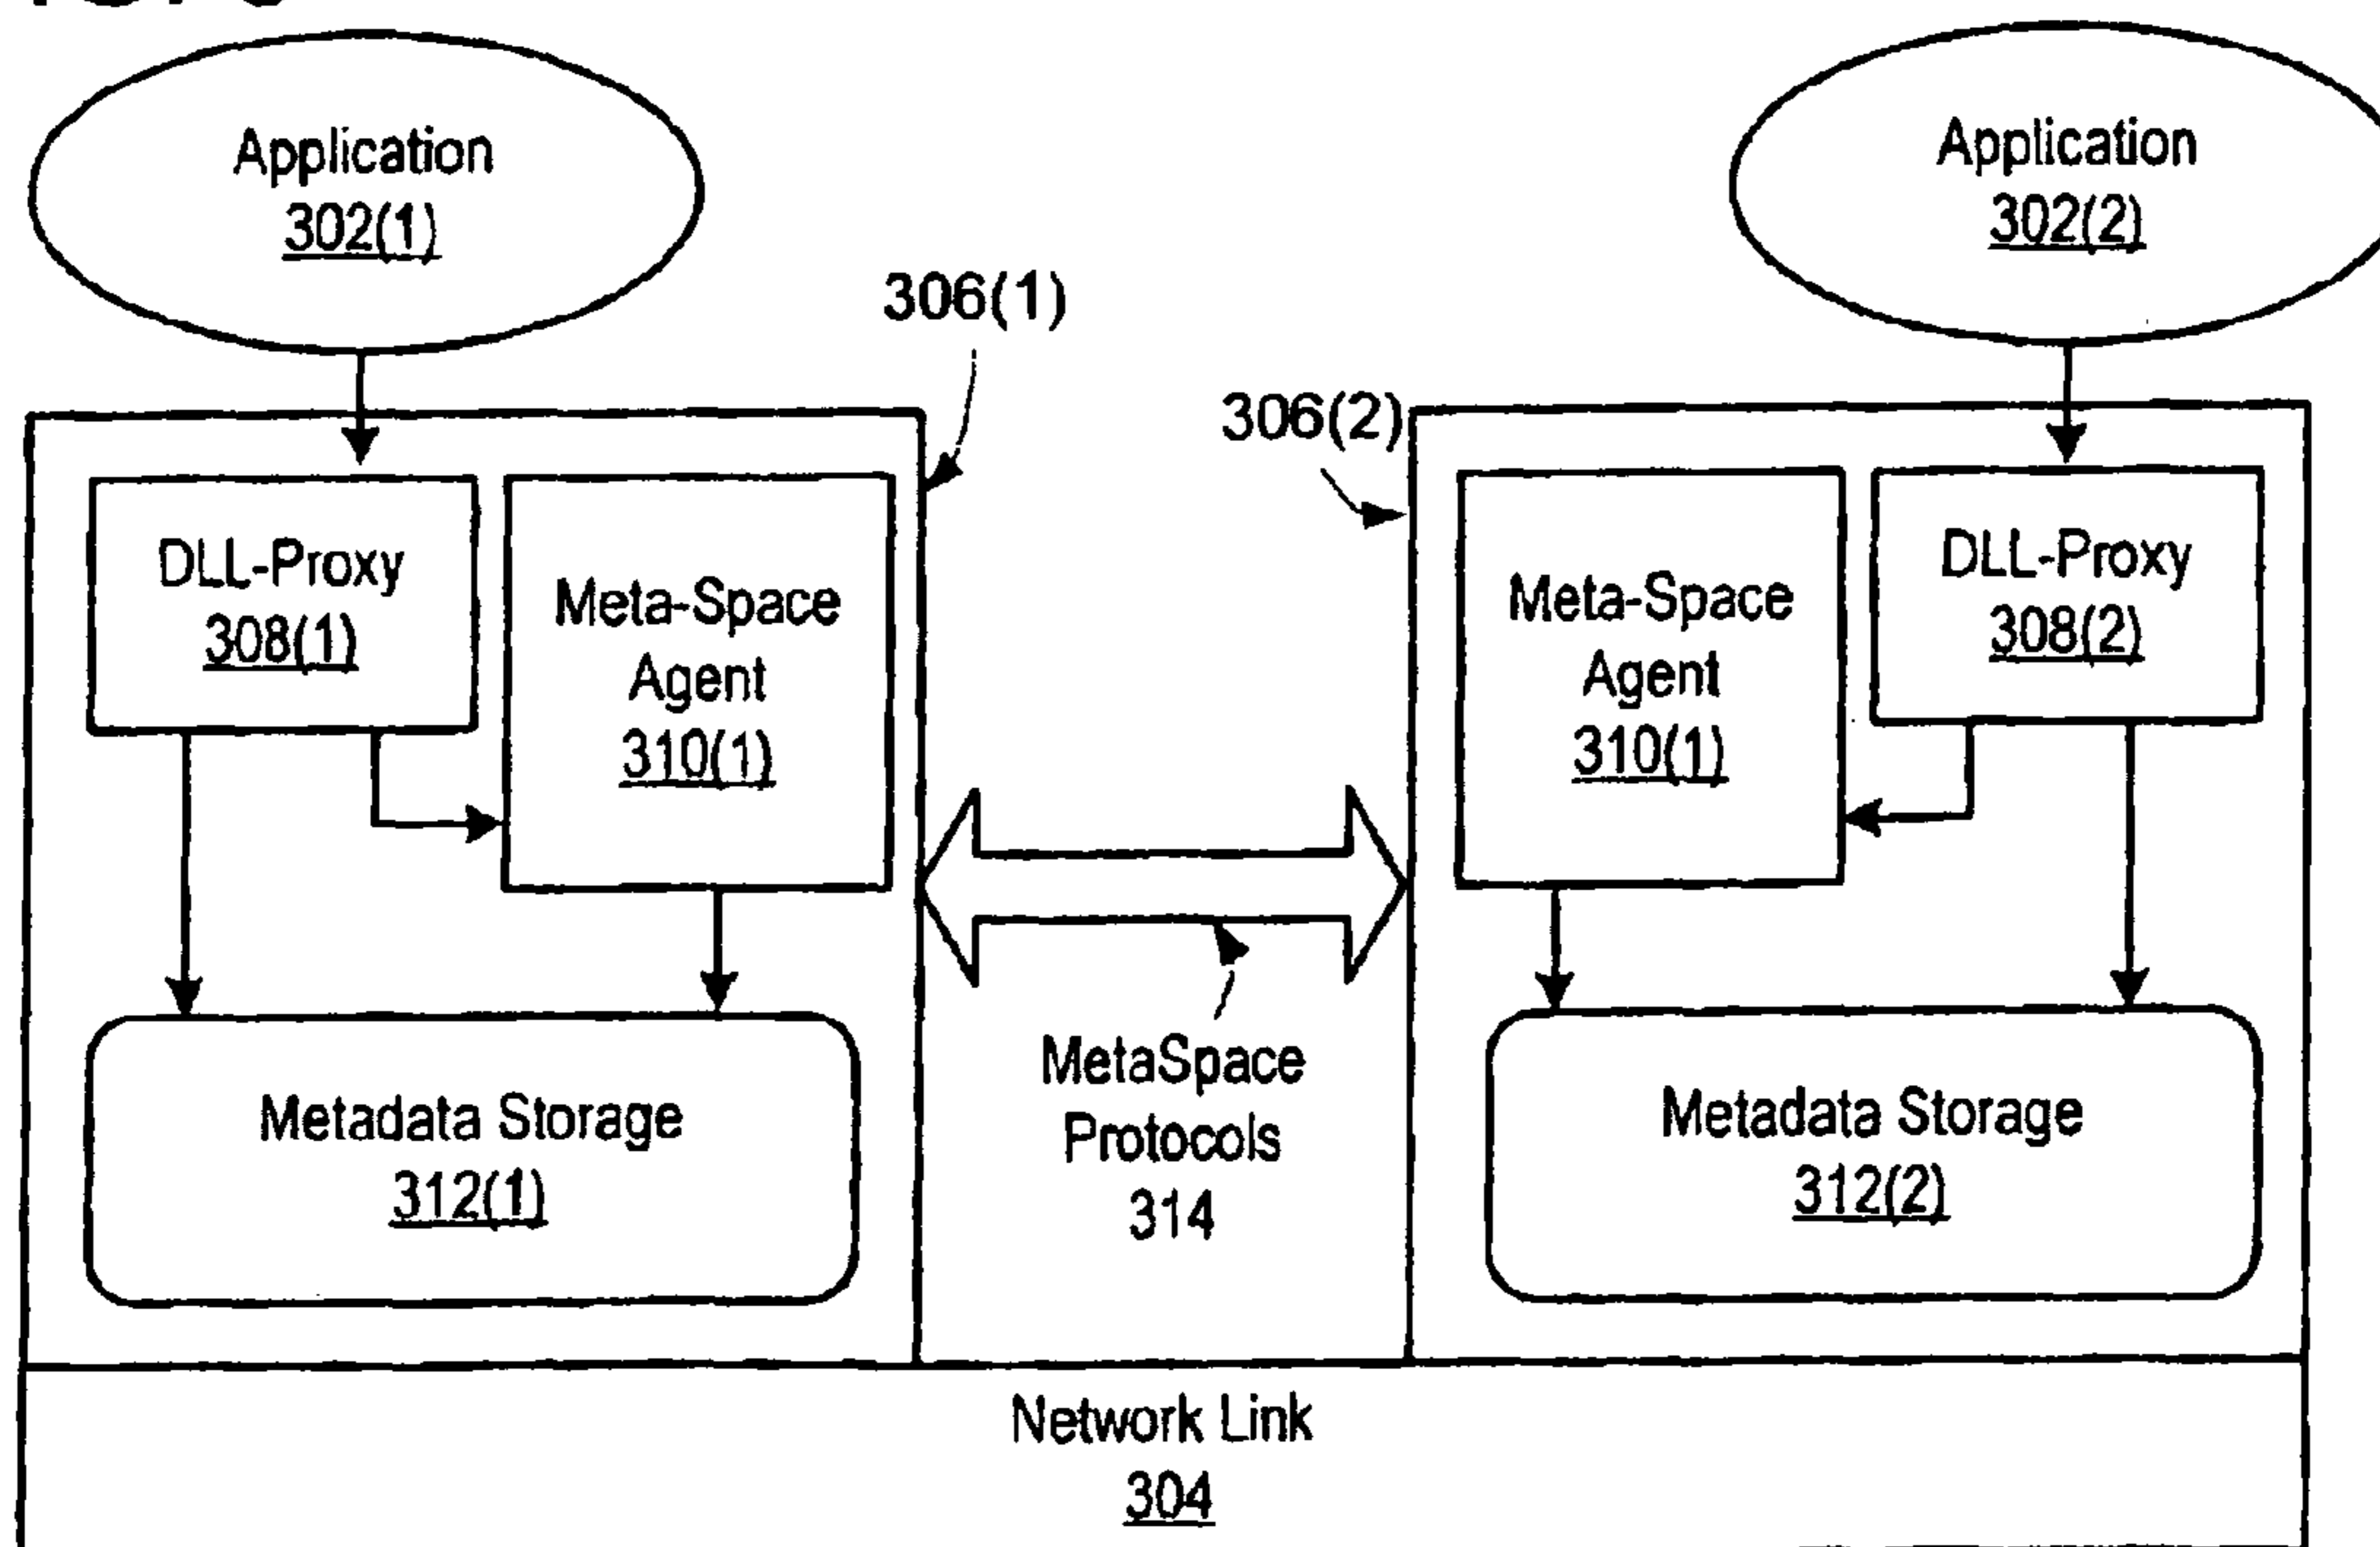 Application
302(1)
Application
302(2)
306(1)
306(2)
DLL-Proxy
308(1)
Meta-Space
Agent
310(1)
Meta-Space
Agent
310(1)
DLL-Proxy
308(2)
MetaSpace
Protocols
314
Metadata Storage
312(1)
Metadata Storage
312(2)
Network Link
304